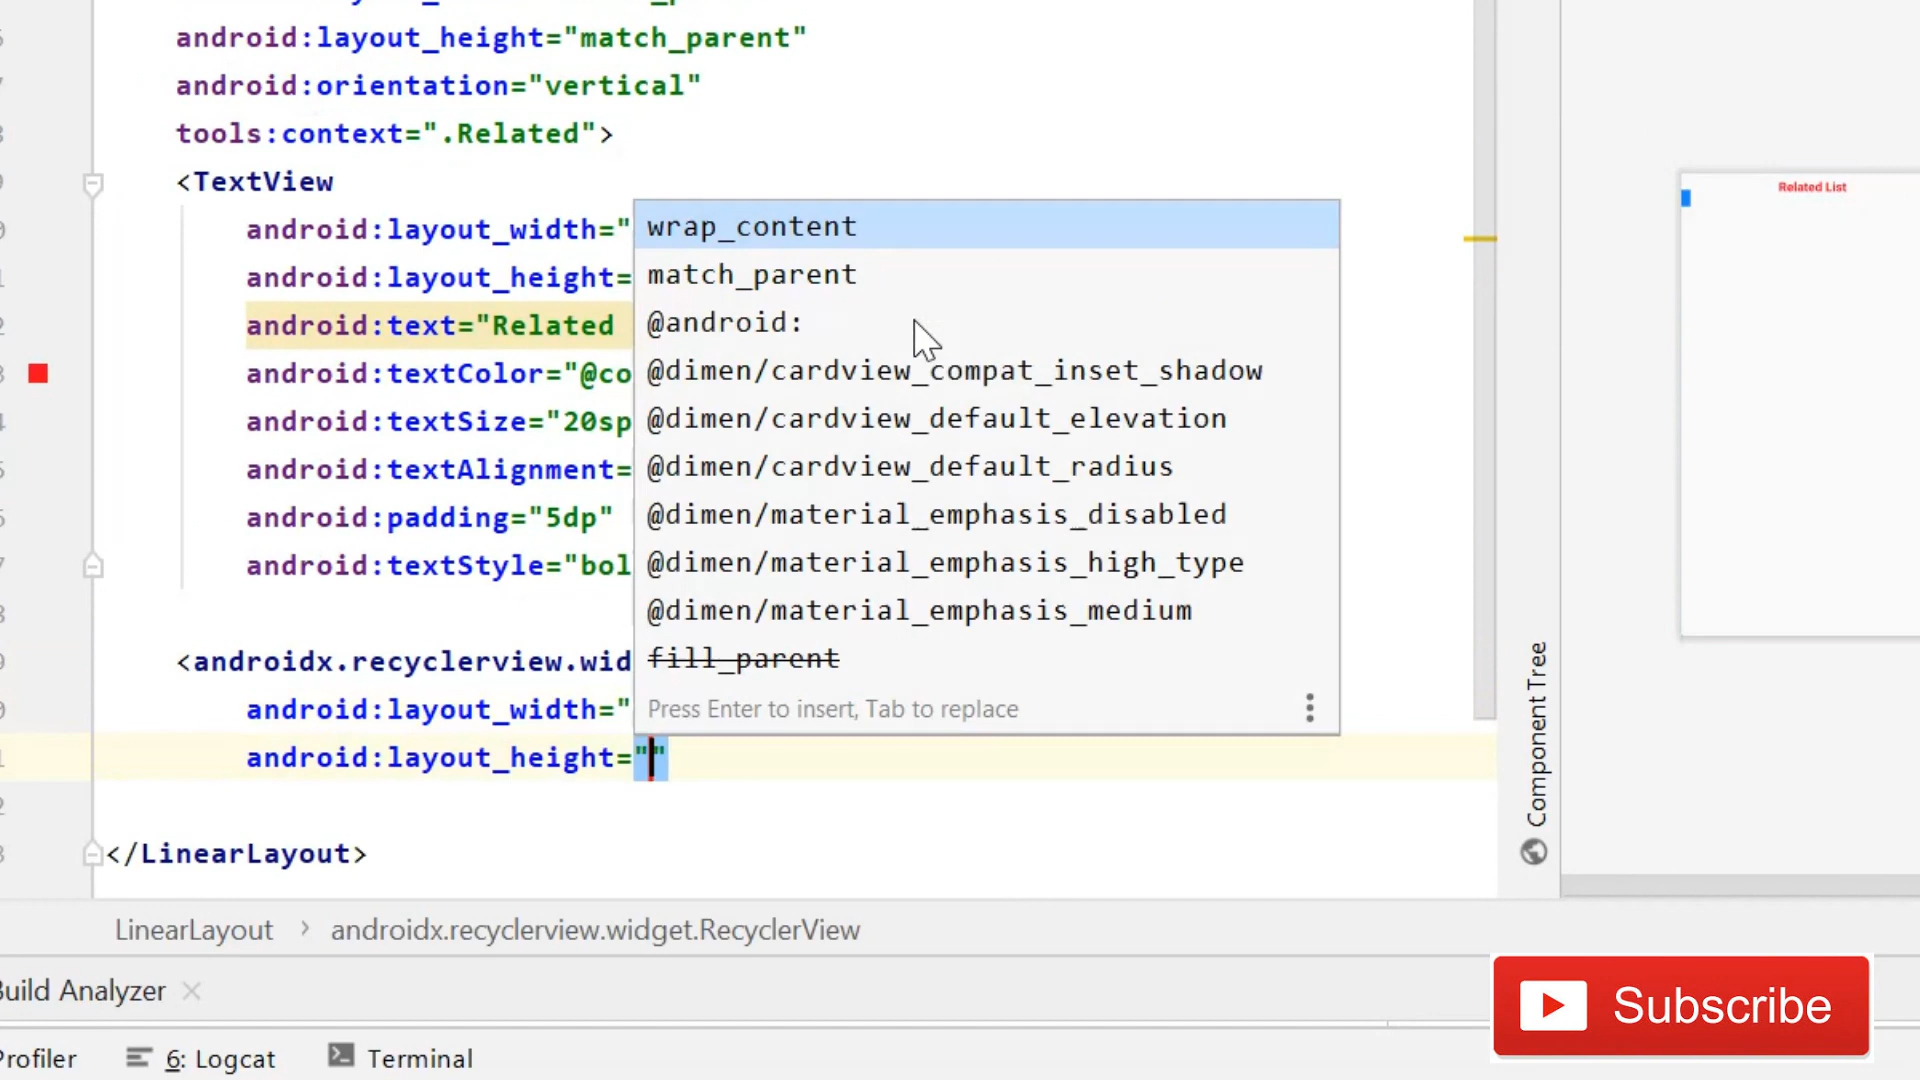 android:layout_height="match_parent"
android:orientation="vertical"
tools:context=".Related">
<TextView
android:layout_width="
android:layout_height=
android:text="Related
android:textColor="@co
android:textSize="20sp
android:textAlignment=
android:padding="5dp"
android:textStyle="bol
<androidx.recyclerview.wid
android:layout_width="
android:layout_height=""
</LinearLayout>
wrap_content
match_parent
@android:
@dimen/cardview_compat_inset_shadow
@dimen/cardview_default_elevation
@dimen/cardview_default_radius
@dimen/material_emphasis_disabled
@dimen/material_emphasis_high_type
@dimen/material_emphasis_medium
fill_parent
Press Enter to insert, Tab to replace
Related List
Component Tree
LinearLayout › androidx.recyclerview.widget.RecyclerView
Build Analyzer
Profiler 6: Logcat Terminal
Subscribe